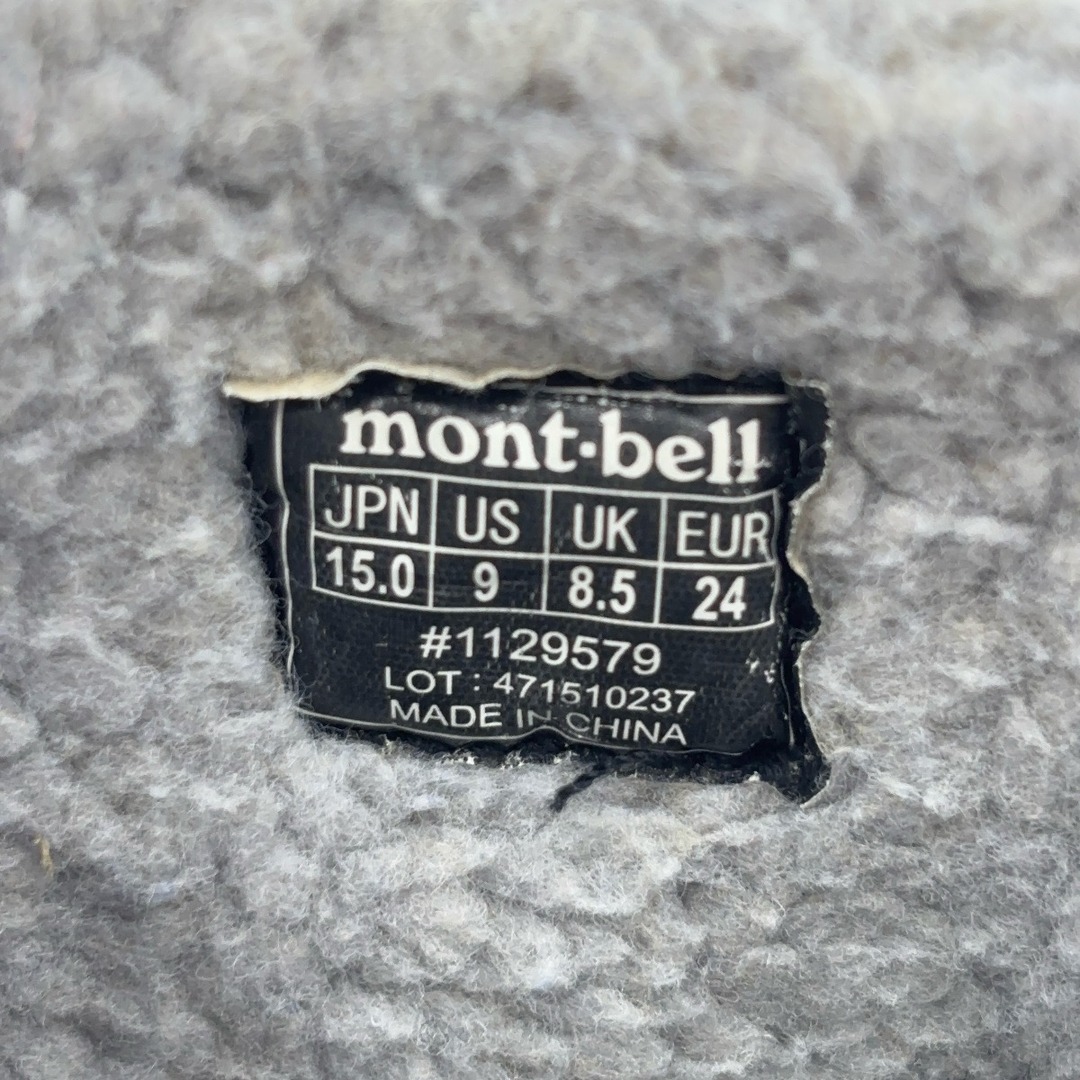 mont-bell
JPN US UK EUR
15.0 9 8.5 24
#1129579
LOT : 471510237
MADE IN CHINA